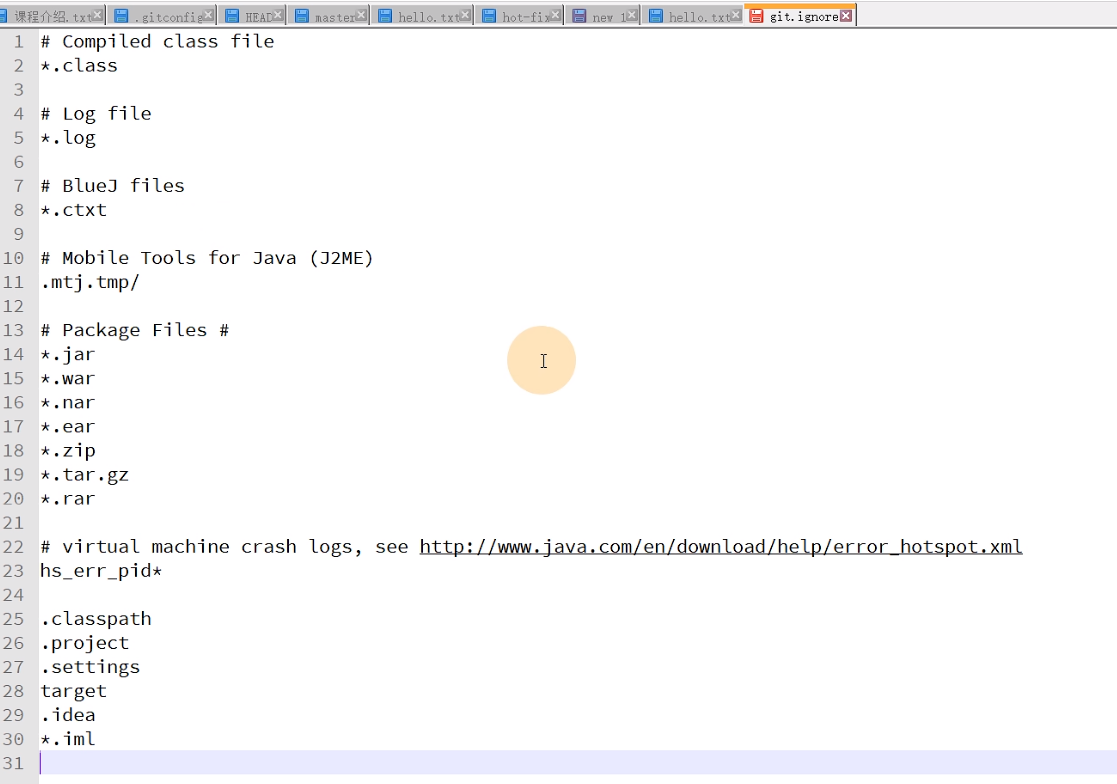 课程介绍.txt .gitconfig HEAD master hello.txt hot-fix new 1 hello.txt git.ignore
1 # Compiled class file
2 *.class
3
4 # Log file
5 *.log
6
7 # BlueJ files
8 *.ctxt
9
10 # Mobile Tools for Java (J2ME)
11 .mtj.tmp/
12
13 # Package Files #
14 *.jar
15 *.war
16 *.nar
17 *.ear
18 *.zip
19 *.tar.gz
20 *.rar
21
22 # virtual machine crash logs, see http://www.java.com/en/download/help/error_hotspot.xml
23 hs_err_pid*
24
25 .classpath
26 .project
27 .settings
28 target
29 .idea
30 *.iml
31